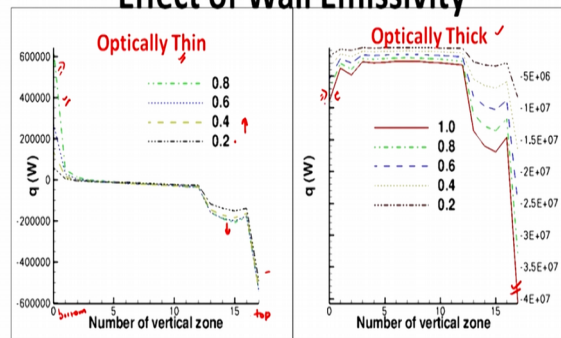 Effect of Wall Emissivity
Optically Thin
600000
400000
200000
0
-200000
-400000
-600000
q (W)
0.8
0.6
0.4
0.2
0
5
10
15
bottom
top
Number of vertical zone
Optically Thick
q (W)
1.0
0.8
0.6
0.4
0.2
-5E+06
-1E+07
-1.5E+07
-2E+07
-2.5E+07
-3E+07
-3.5E+07
-4E+07
0
5
10
15
Number of vertical zone